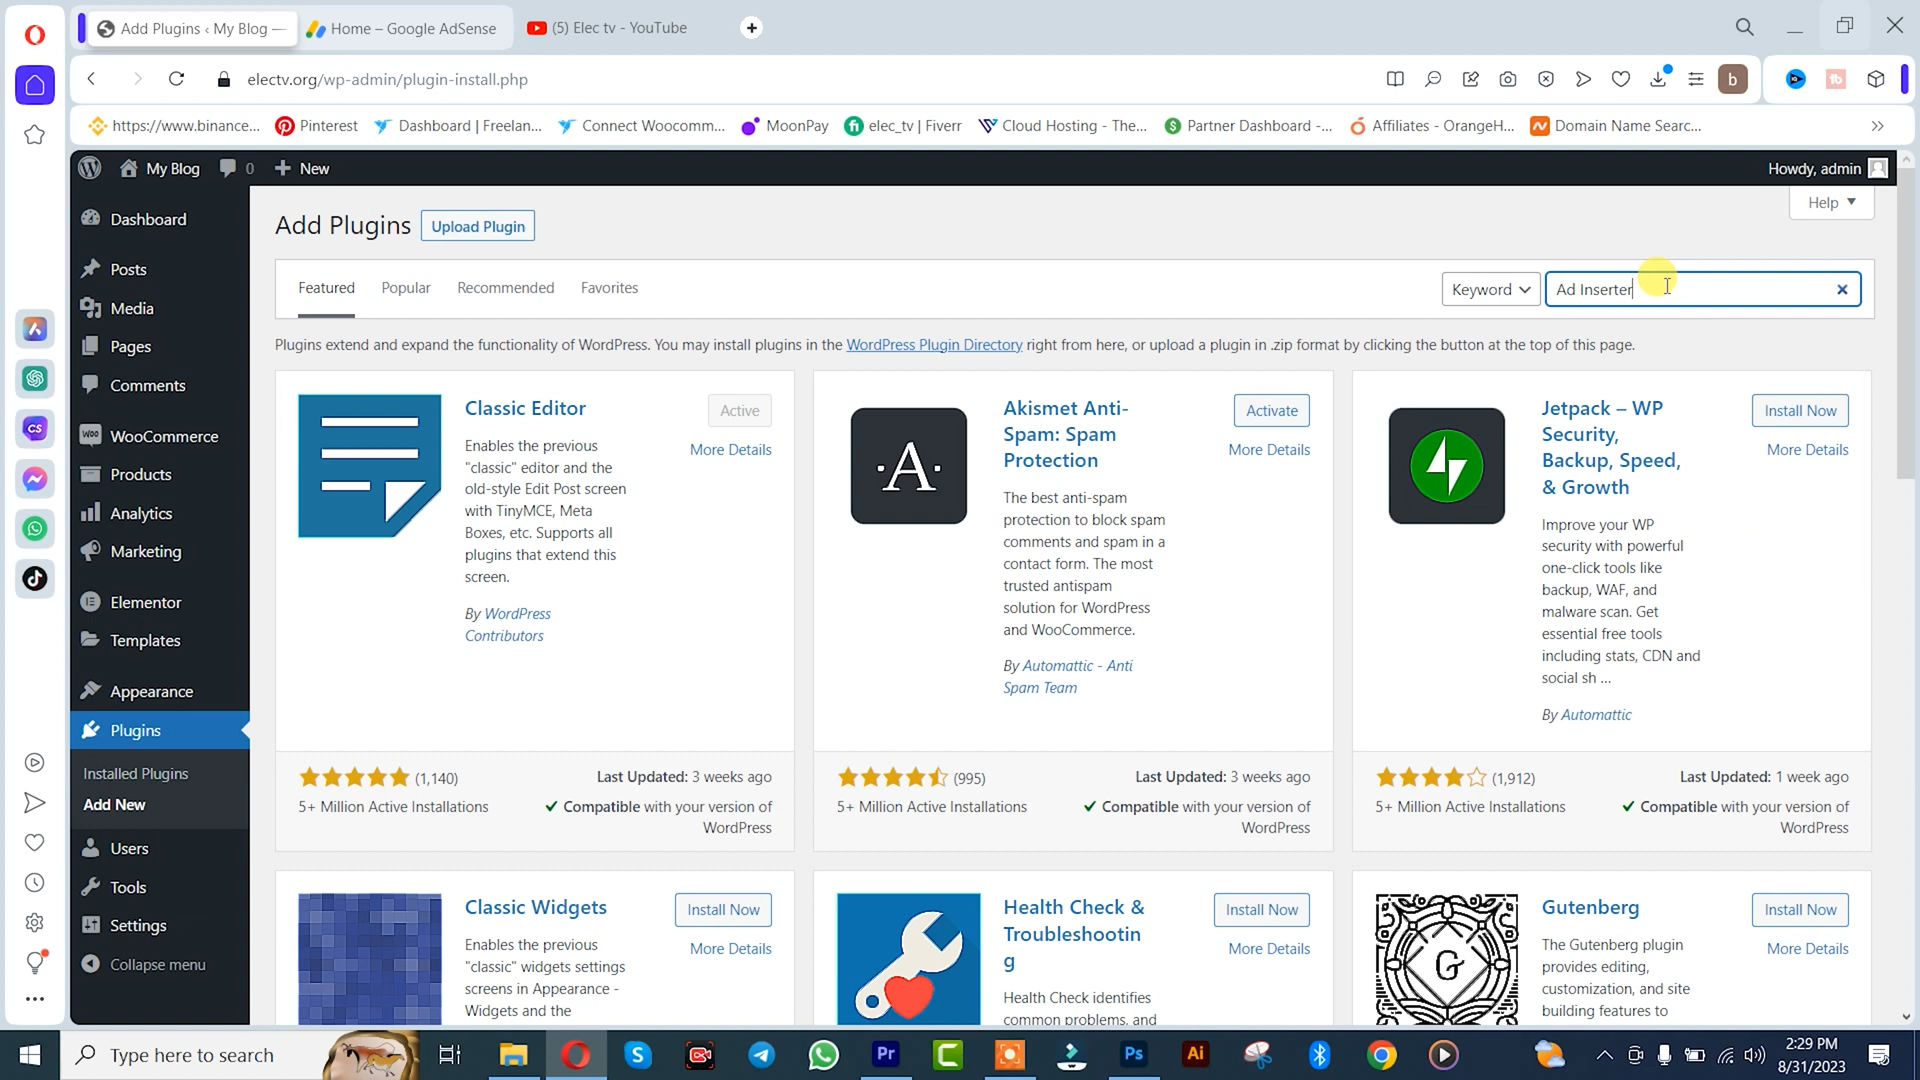 Add Plugins ‹ My Blog —
Home – Google AdSense
(5) Elec tv - YouTube
electv.org/wp-admin/plugin-install.php
b
https://www.binance...
Pinterest
Dashboard | Freelan...
Connect Woocomm...
MoonPay
elec_tv | Fiverr
Cloud Hosting - The...
Partner Dashboard -...
Affiliates - OrangeH...
Domain Name Searc...
My Blog
0
New
Howdy, admin
Dashboard
Posts
Media
Pages
Comments
WooCommerce
Products
Analytics
Marketing
Elementor
Templates
Appearance
Plugins
Installed Plugins
Add New
Users
Tools
Settings
Collapse menu
Add Plugins
Upload Plugin
Help
Featured
Popular
Recommended
Favorites
Keyword
Ad Inserter
Plugins extend and expand the functionality of WordPress. You may install plugins in the WordPress Plugin Directory right from here, or upload a plugin in .zip format by clicking the button at the top of this page.
Classic Editor
Active
More Details
Enables the previous
"classic" editor and the
old-style Edit Post screen
with TinyMCE, Meta
Boxes, etc. Supports all
plugins that extend this
screen.
By WordPress
Contributors
(1,140)
5+ Million Active Installations
Last Updated: 3 weeks ago
Compatible with your version of
WordPress
A
Akismet Anti-
Spam: Spam
Protection
Activate
More Details
The best anti-spam
protection to block spam
comments and spam in a
contact form. The most
trusted antispam
solution for WordPress
and WooCommerce.
By Automattic - Anti
Spam Team
(995)
5+ Million Active Installations
Last Updated: 3 weeks ago
Compatible with your version of
WordPress
Jetpack – WP
Security,
Backup, Speed,
& Growth
Install Now
More Details
Improve your WP
security with powerful
one-click tools like
backup, WAF, and
malware scan. Get
essential free tools
including stats, CDN and
social sh ...
By Automattic
(1,912)
5+ Million Active Installations
Last Updated: 1 week ago
Compatible with your version of
WordPress
Classic Widgets
Install Now
More Details
Enables the previous
"classic" widgets settings
screens in Appearance -
Widgets and the
Health Check &
Troubleshootin
g
Install Now
More Details
Health Check identifies
common problems, and
G
Gutenberg
Install Now
More Details
The Gutenberg plugin
provides editing,
customization, and site
building features to
CS
Type here to search
Pr
Ps
Ai
2:29 PM
8/31/2023